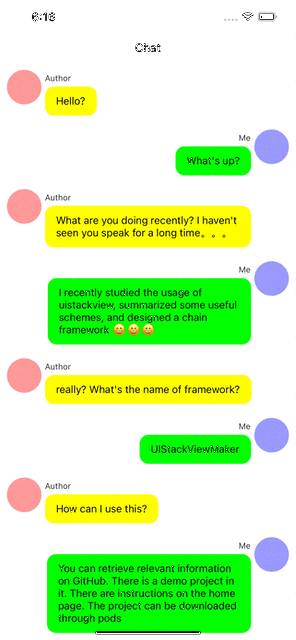 6:16
Chat
Author
Hello?
Me
What's up?
Author
What are you doing recently? I haven't
seen you speak for a long time。。。
Me
I recently studied the usage of
uistackview, summarized some useful
schemes, and designed a chain
framework 😊 😊 😊
Author
really? What's the name of framework?
Me
UIStackViewMaker
Author
How can I use this?
Me
You can retrieve relevant information
on GitHub. There is a demo project in
it. There are instructions on the home
page. The project can be downloaded
through pods